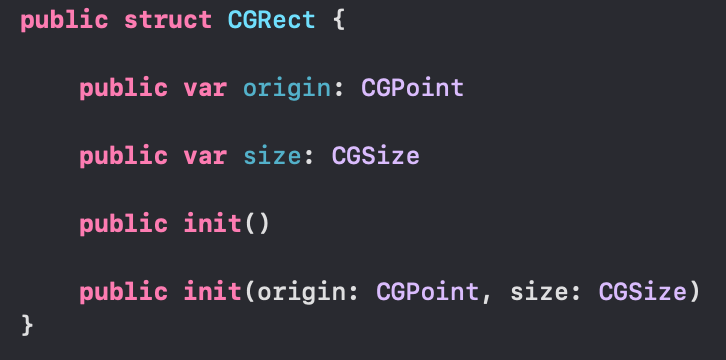 public struct CGRect {
public var origin: CGPoint
public var size: CGSize
public init()
public init(origin: CGPoint, size: CGSize)
}